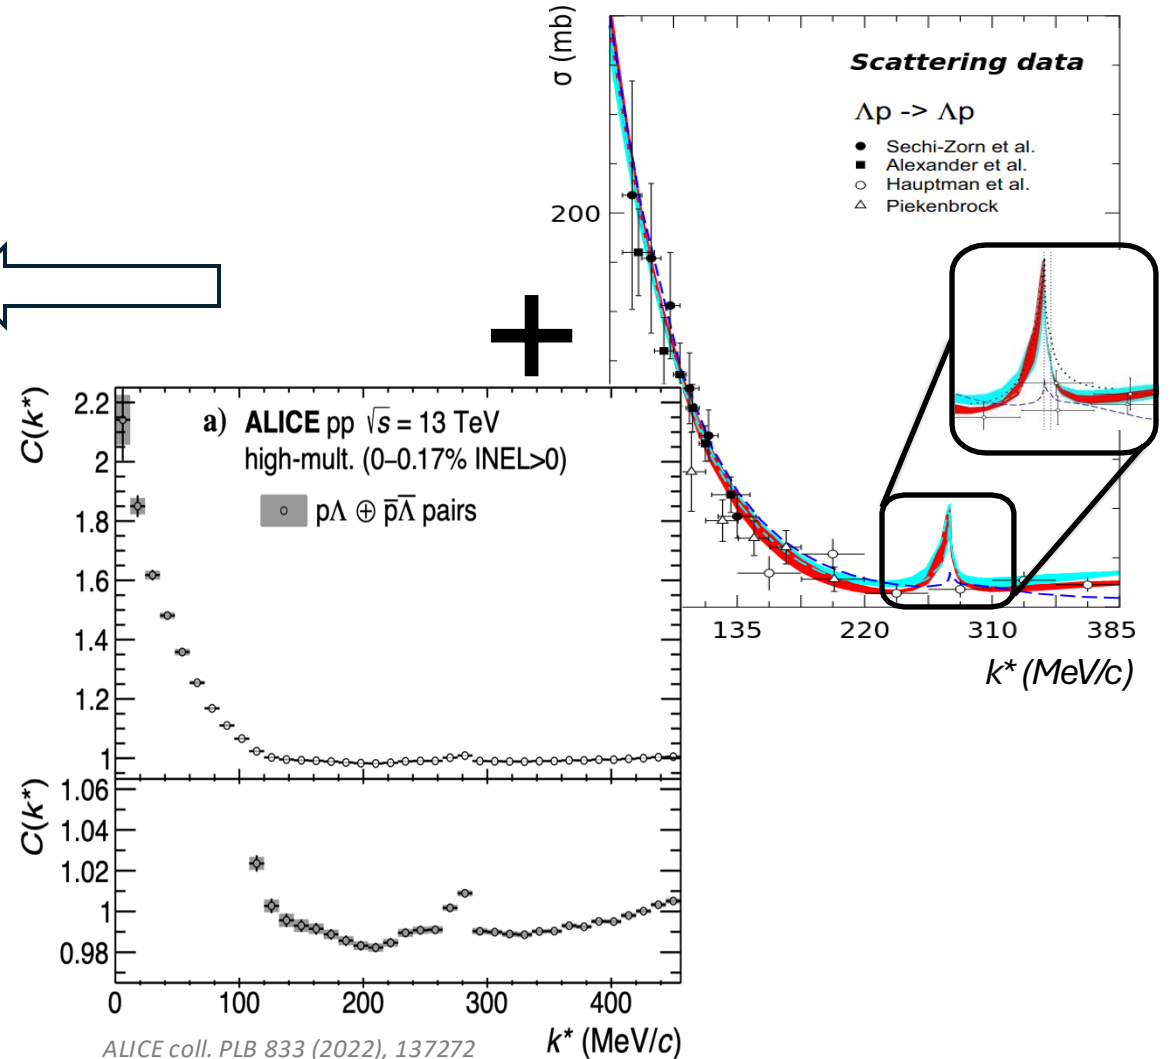 σ (mb)
Scattering data
Λp -> Λp
Sechi-Zorn et al.
Alexander et al.
Hauptman et al.
Piekenbrock
200
135 220 310 385
k* (MeV/c)
+
C(k*)
2.2
2
1.8
1.6
1.4
1.2
1
a) ALICE pp √s = 13 TeV
high-mult. (0–0.17% INEL>0)
pΛ ⊕ p̅Λ̅ pairs
C(k*)
1.06
1.04
1.02
1
0.98
0 100 200 300 400
k* (MeV/c)
ALICE coll. PLB 833 (2022), 137272